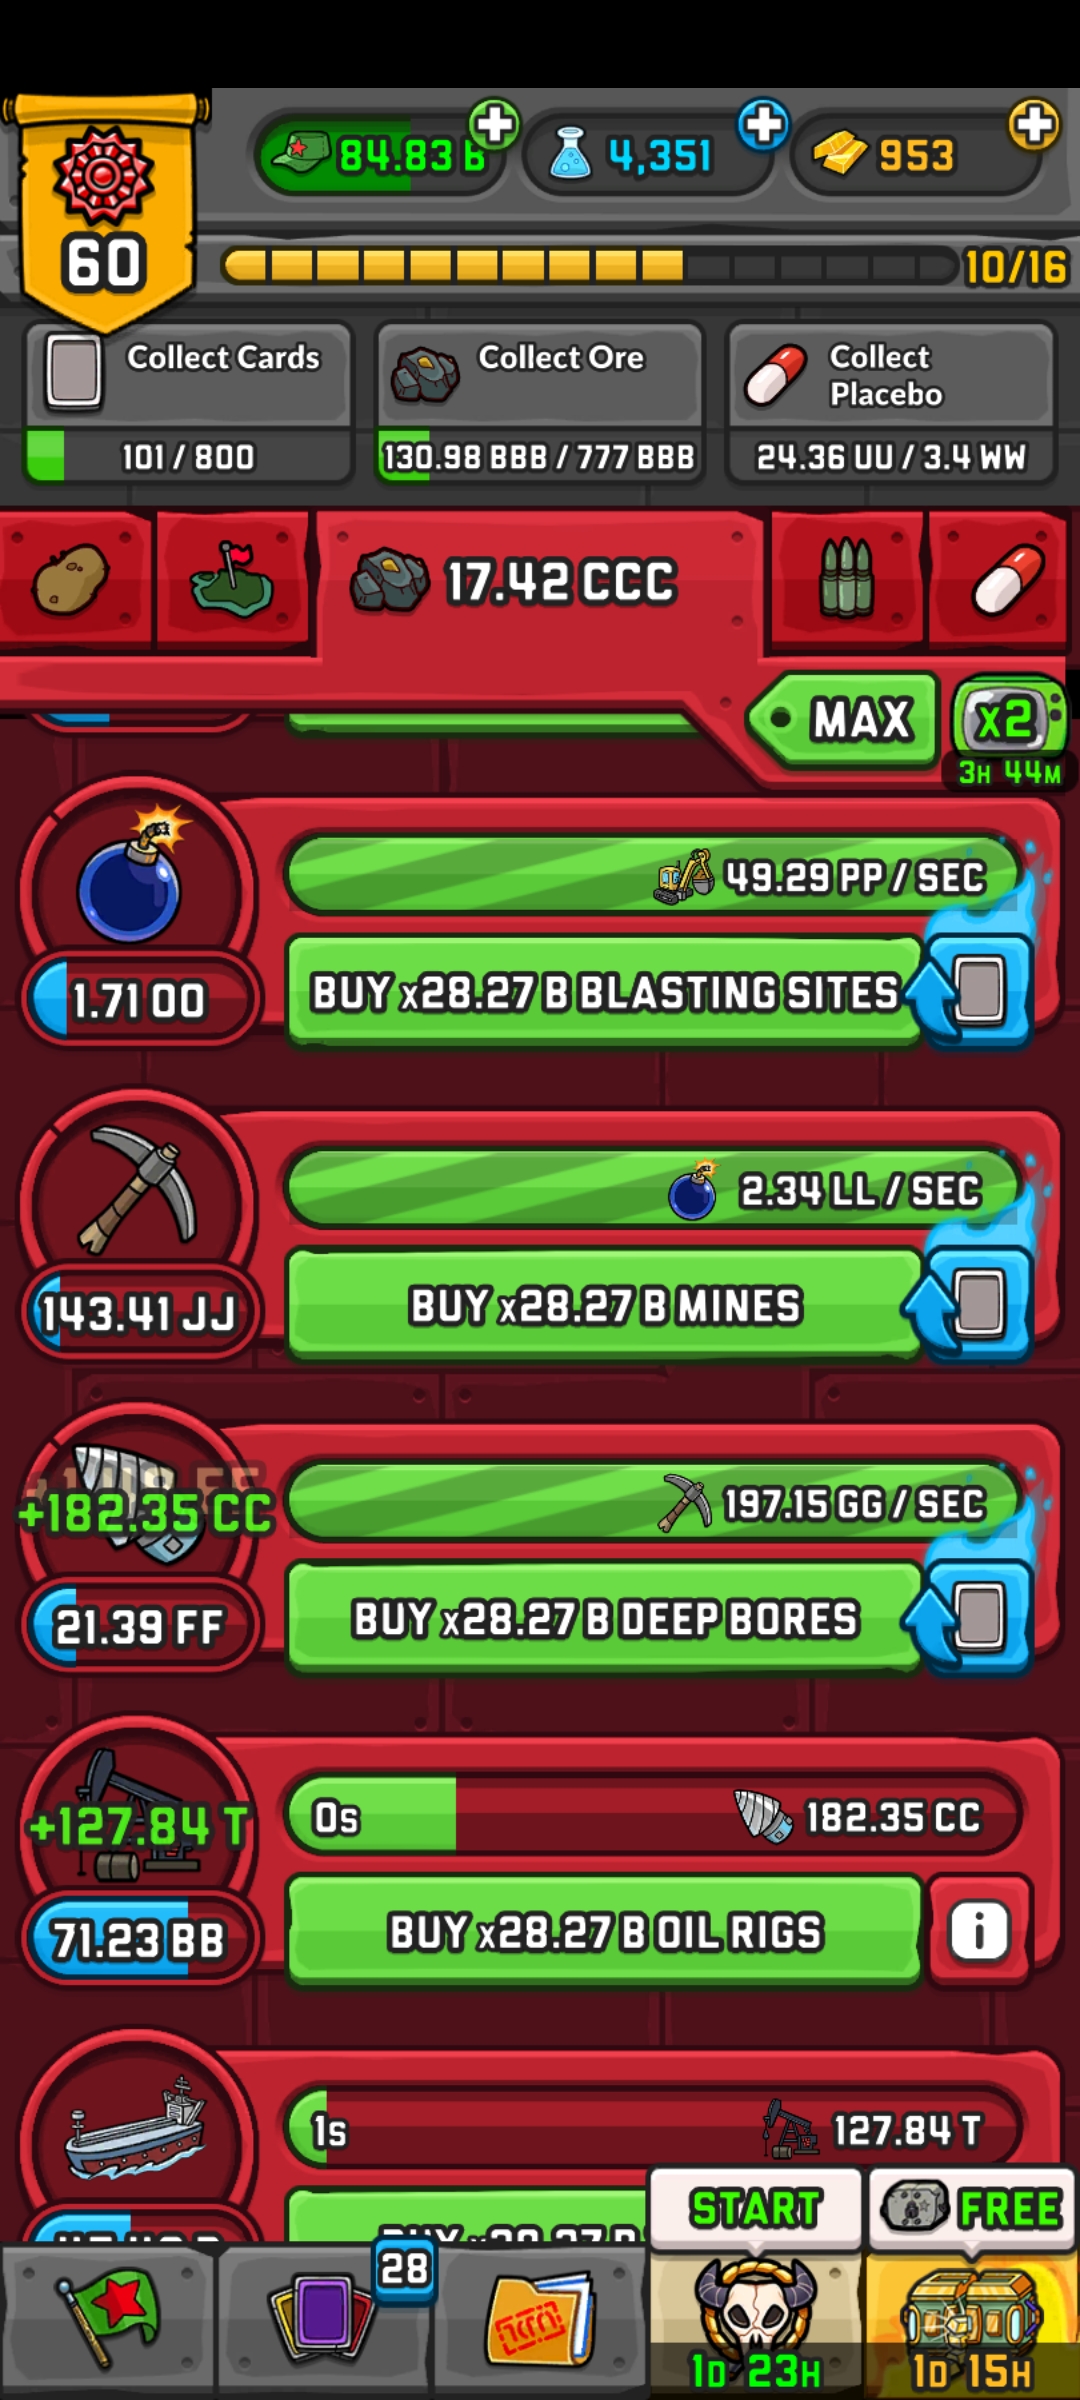 84.83 B
4,351
953
60
10/16
Collect Cards
Collect Ore
Collect
Placebo
101 / 800
130.98 BBB / 777 BBB
24.36 UU / 3.4 WW
17.42 CCC
MAX
x2
3H 44M
49.29 PP / SEC
1.71 OO
BUY x28.27 B BLASTING SITES
2.34 LL / SEC
143.41 JJ
BUY x28.27 B MINES
+182.35 CC
197.15 GG / SEC
21.39 FF
BUY x28.27 B DEEP BORES
+127.84 T
0s
182.35 CC
71.23 BB
BUY x28.27 B OIL RIGS
1s
127.84 T
START
FREE
28
1D 23H
1D 15H